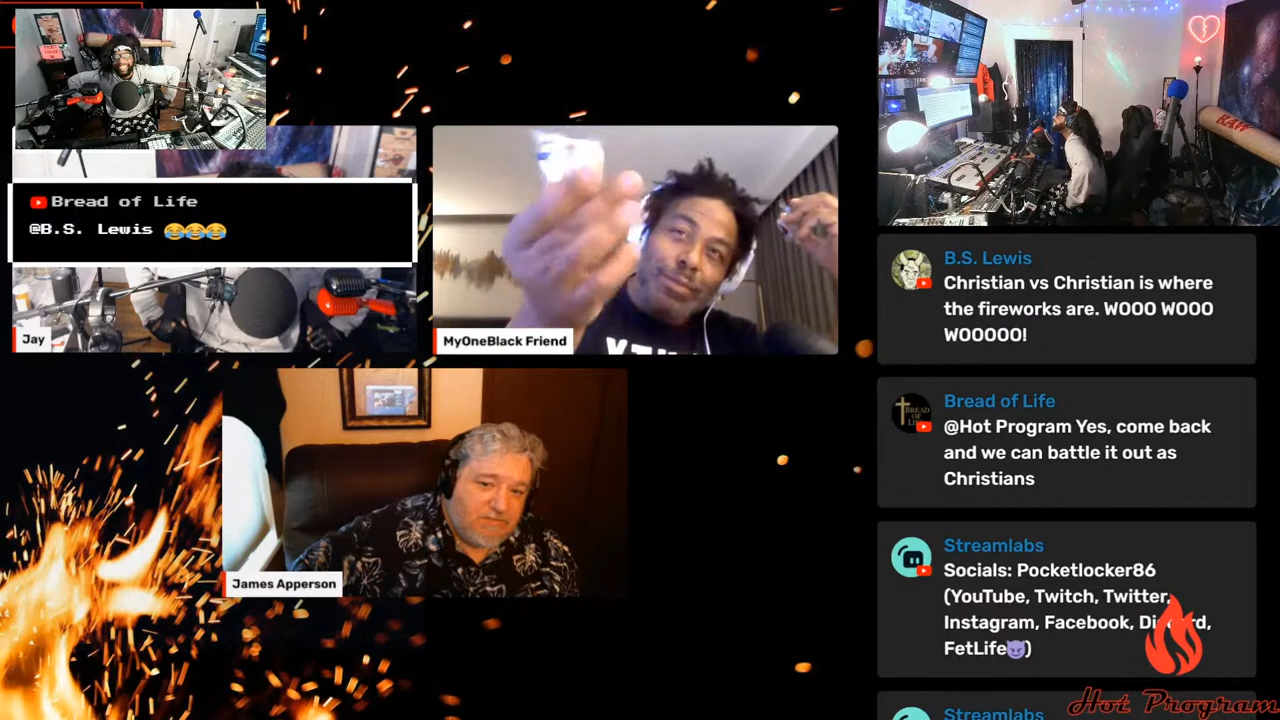 Bread of Life
@B.S. Lewis 😂😂😂
Jay
MyOneBlack Friend
James Apperson
RAW
B.S. Lewis
Christian vs Christian is where
the fireworks are. WOOO WOOO
WOOOOO!
Bread of Life
@Hot Program Yes, come back
and we can battle it out as
Christians
Streamlabs
Socials: Pocketlocker86
(YouTube, Twitch, Twitter,
Instagram, Facebook, Discord,
FetLife😈)
Streamlabs
Hot Program